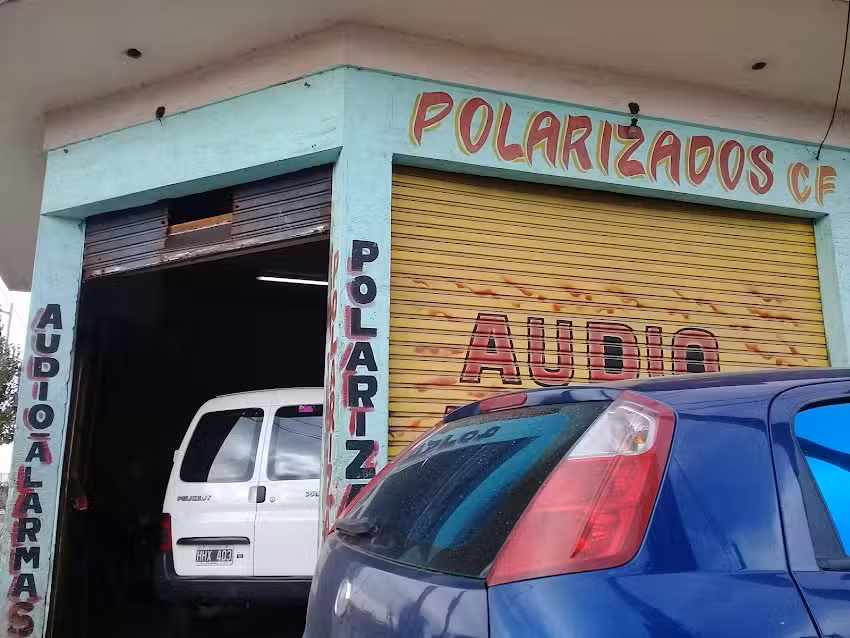 POLARIZADOS CF
AUDIO
POLARIZ
AUDIO-ALARMAS
PEUGEOT
HHX 403